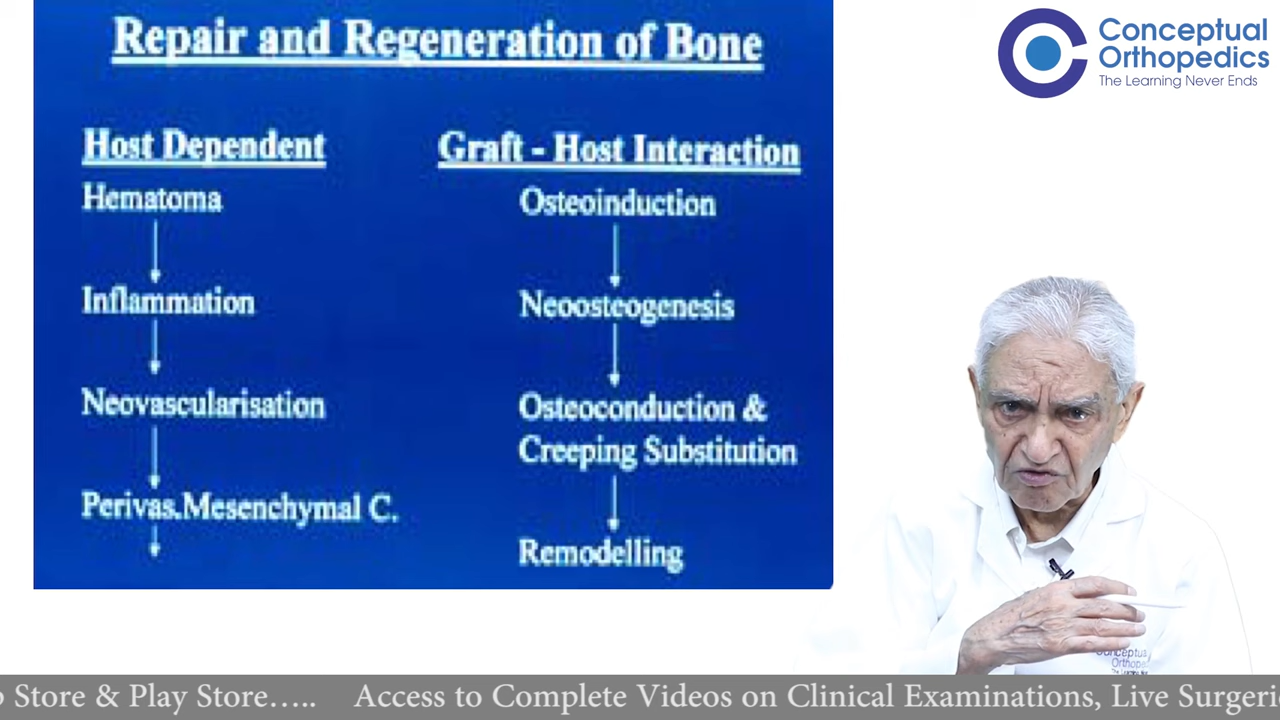 Repair and Regeneration of Bone
Host Dependent
Hematoma
Inflammation
Neovascularisation
Perivas.Mesenchymal C.
Graft - Host Interaction
Osteoinduction
Neoosteogenesis
Osteoconduction &
Creeping Substitution
Remodelling
Conceptual
Orthopedics
The Learning Never Ends
Conceptual
Orthope
Store & Play Store..... Access to Complete Videos on Clinical Examinations, Live Surgeri